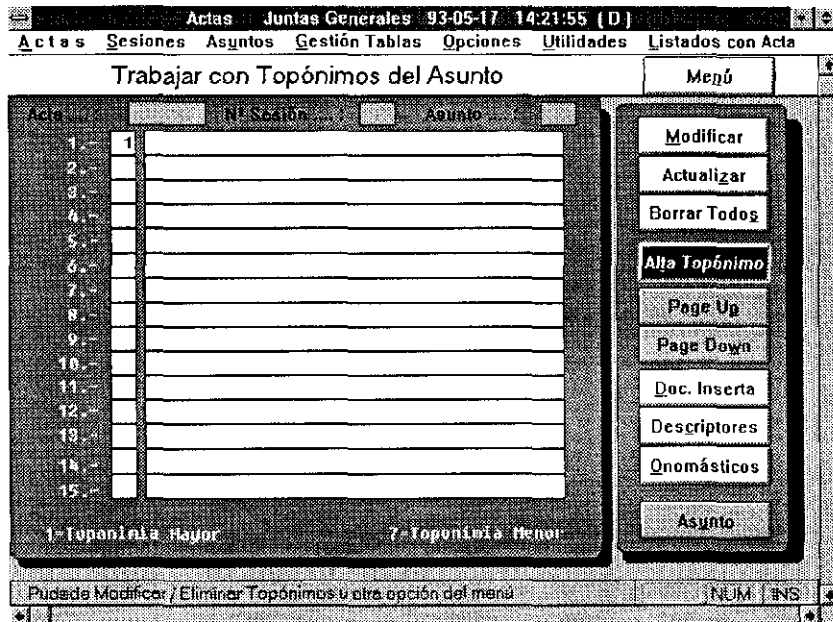 Actas Juntas Generales 93-05-17 14:21:55 ( D )
Actas Sesiones Asuntos Gestión Tablas Opciones Utilidades Listados con Acta
Trabajar con Topónimos del Asunto
Menú
Acta ... : Nº Sesión ... : Asunto ... :
1.- 1
2.-
3.-
4.-
5.-
6.-
7.-
8.-
9.-
10.-
11.-
12.-
13.-
14.-
15.-
1-Toponimia Mayor 7-Toponimia Menor
Modificar
Actualizar
Borrar Todos
Alta Topónimo
Page Up
Page Down
Doc. Inserta
Descriptores
Onomásticos
Asunto
Modificar / Eliminar Topónimos u otra opción del menú NUM INS